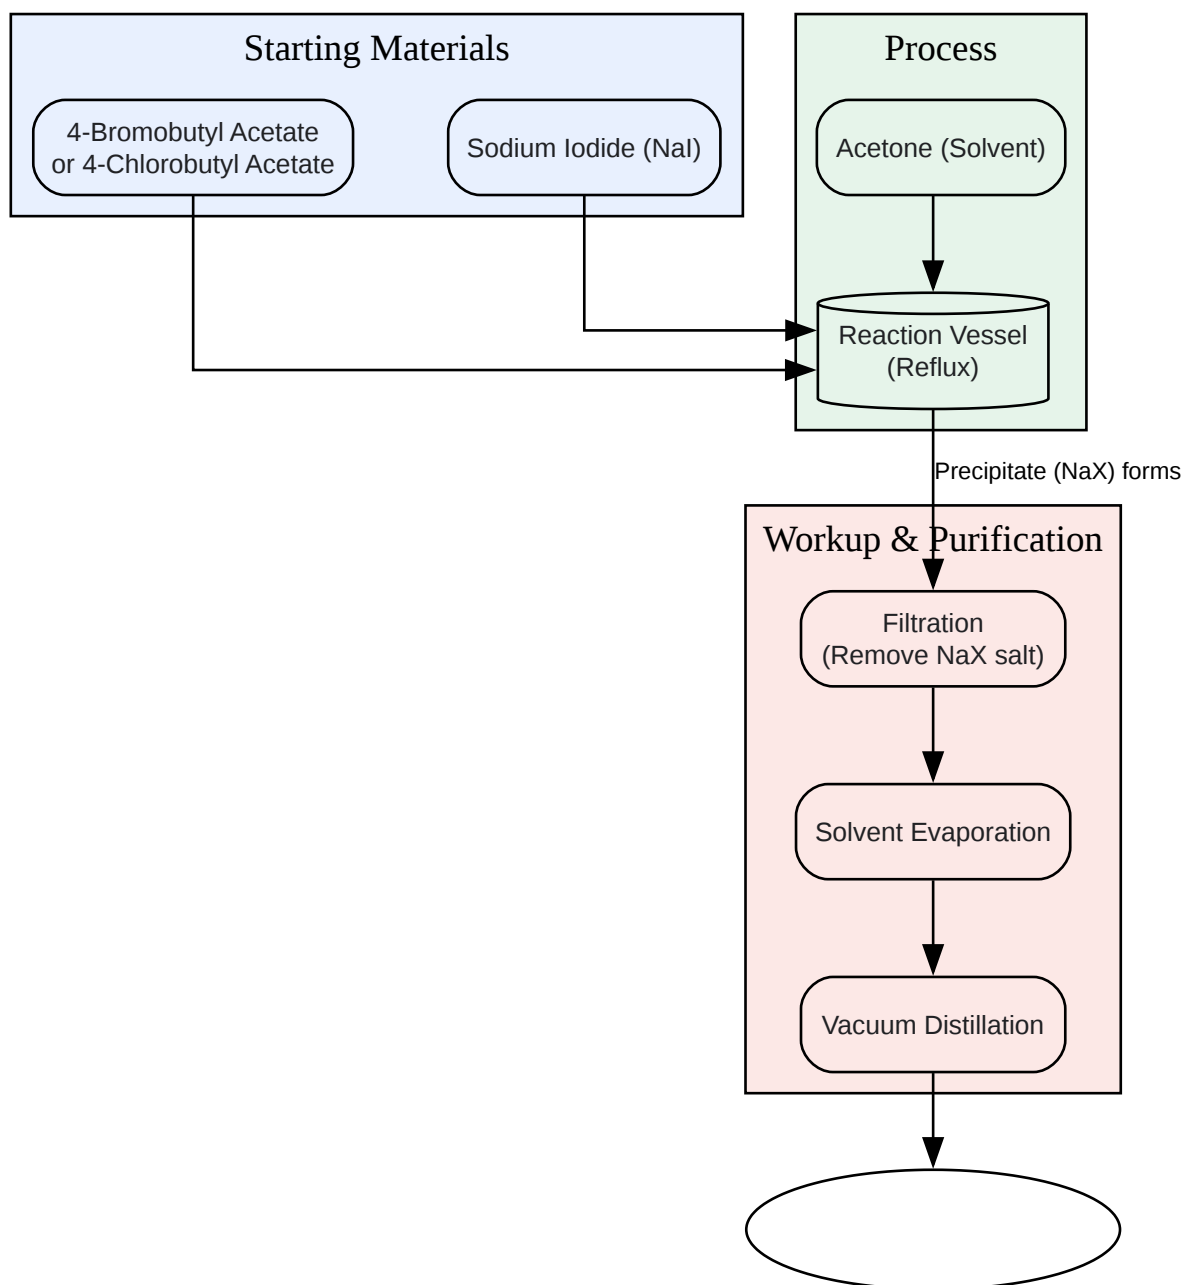 Starting Materials
4-Bromobutyl Acetate
or 4-Chlorobutyl Acetate
Sodium Iodide (NaI)
Process
Acetone (Solvent)
Reaction Vessel
(Reflux)
Precipitate (NaX) forms
Workup & Purification
Filtration
(Remove NaX salt)
Solvent Evaporation
Vacuum Distillation